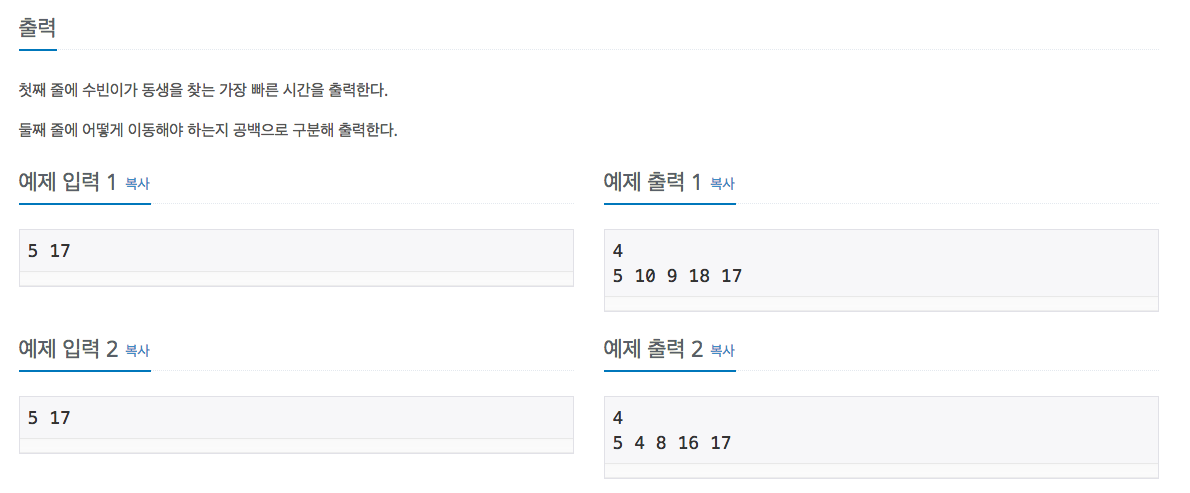 출력
첫째 줄에 수빈이가 동생을 찾는 가장 빠른 시간을 출력한다.
둘째 줄에 어떻게 이동해야 하는지 공백으로 구분해 출력한다.
예제 입력 1 복사
5 17
예제 출력 1 복사
4
5 10 9 18 17
예제 입력 2 복사
5 17
예제 출력 2 복사
4
5 4 8 16 17